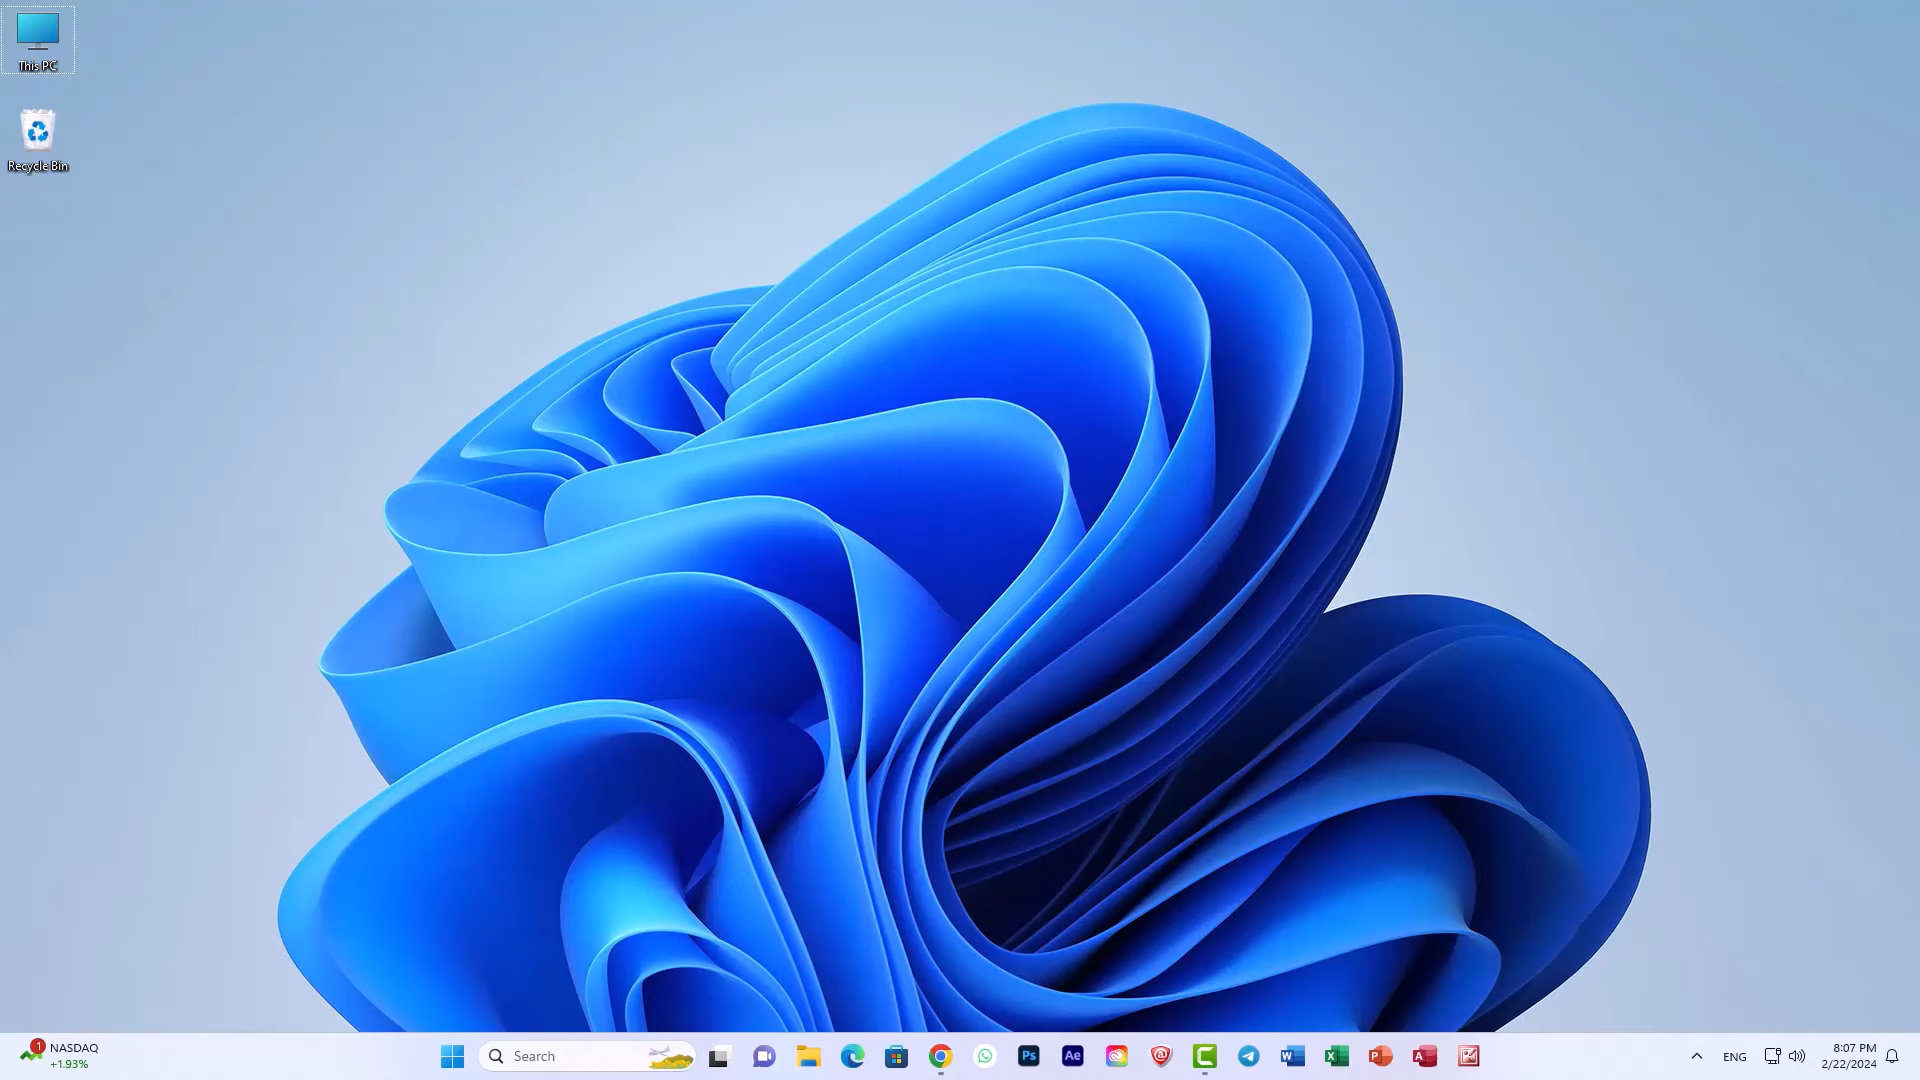 This PC
Recycle Bin
1
NASDAQ
+1.93%
Search
Ps
Ae
W
X
P
A
ENG
8:07 PM
2/22/2024